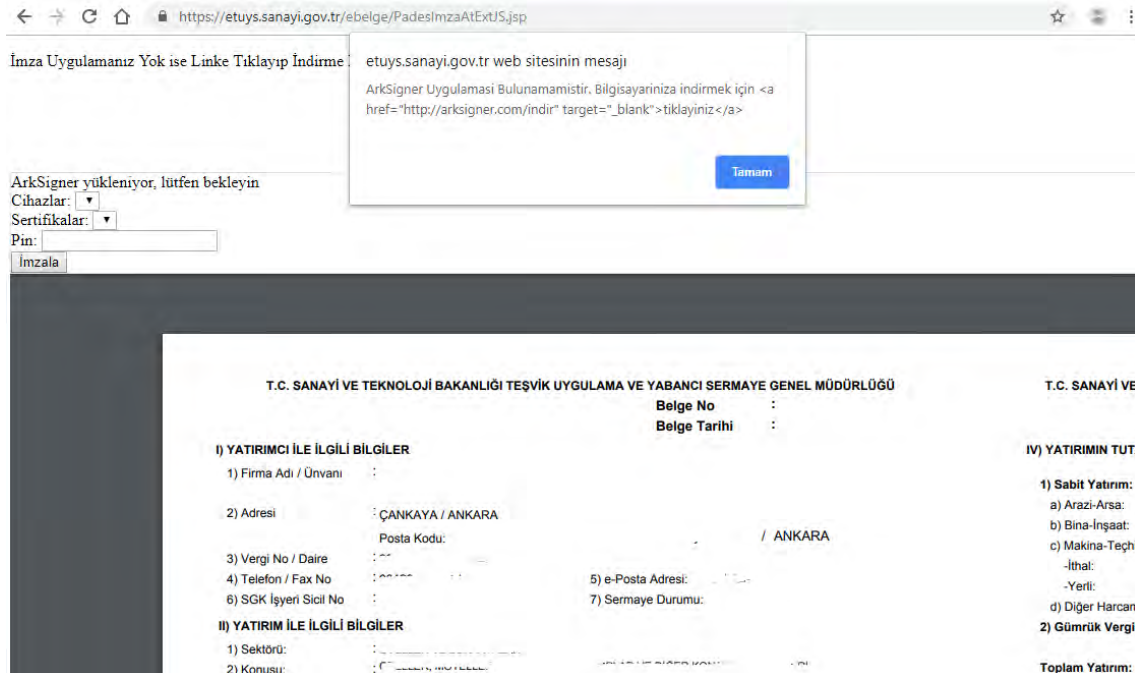 https://etuys.sanayi.gov.tr/ebelge/PadesImzaAtExtJS.jsp
İmza Uygulamanız Yok ise Linke Tıklayıp İndirme
etuys.sanayi.gov.tr web sitesinin mesajı
ArkSigner Uygulamasi Bulunamamistir. Bilgisayariniza indirmek için <a
href="http://arksigner.com/indir" target="_blank">tiklayiniz</a>
Tamam
ArkSigner yükleniyor, lütfen bekleyin
Cihazlar:
Sertifikalar:
Pin:
İmzala
T.C. SANAYİ VE TEKNOLOJİ BAKANLIĞI TEŞVİK UYGULAMA VE YABANCI SERMAYE GENEL MÜDÜRLÜĞÜ
Belge No :
Belge Tarihi :
I) YATIRIMCI İLE İLGİLİ BİLGİLER
1) Firma Adı / Ünvanı :
2) Adresi : ÇANKAYA / ANKARA
Posta Kodu: / ANKARA
3) Vergi No / Daire :
4) Telefon / Fax No : 5) e-Posta Adresi:
6) SGK İşyeri Sicil No : 7) Sermaye Durumu:
II) YATIRIM İLE İLGİLİ BİLGİLER
1) Sektörü: :
2) Konusu: :
T.C. SANAYİ VE
IV) YATIRIMIN TUT
1) Sabit Yatırım:
a) Arazi-Arsa:
b) Bina-İnşaat:
c) Makina-Teçh
-İthal:
-Yerli:
d) Diğer Harcam
2) Gümrük Vergi
Toplam Yatırım: